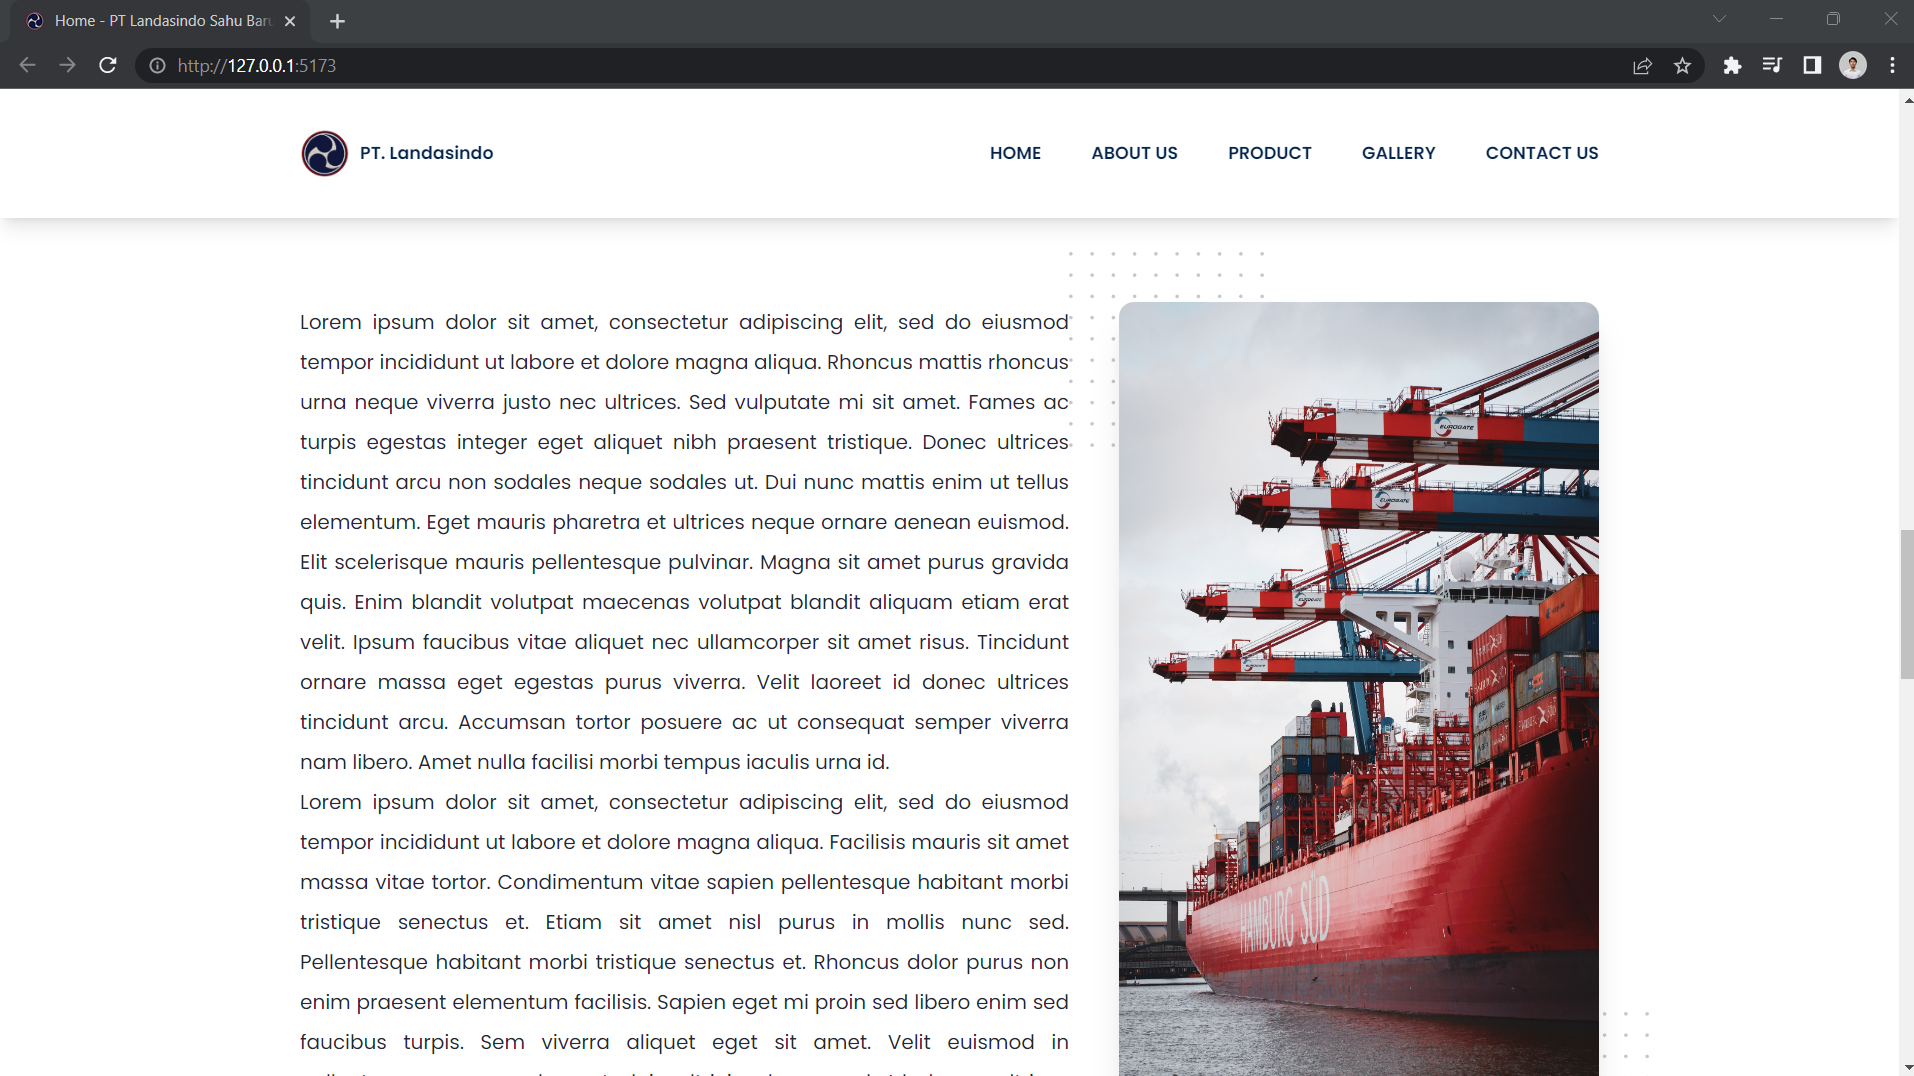 Home - PT Landasindo Sahu Baru
http://127.0.0.1:5173
PT. Landasindo
HOME ABOUT US PRODUCT GALLERY CONTACT US
Lorem ipsum dolor sit amet, consectetur adipiscing elit, sed do eiusmod
tempor incididunt ut labore et dolore magna aliqua. Rhoncus mattis rhoncus
urna neque viverra justo nec ultrices. Sed vulputate mi sit amet. Fames ac
turpis egestas integer eget aliquet nibh praesent tristique. Donec ultrices
tincidunt arcu non sodales neque sodales ut. Dui nunc mattis enim ut tellus
elementum. Eget mauris pharetra et ultrices neque ornare aenean euismod.
Elit scelerisque mauris pellentesque pulvinar. Magna sit amet purus gravida
quis. Enim blandit volutpat maecenas volutpat blandit aliquam etiam erat
velit. Ipsum faucibus vitae aliquet nec ullamcorper sit amet risus. Tincidunt
ornare massa eget egestas purus viverra. Velit laoreet id donec ultrices
tincidunt arcu. Accumsan tortor posuere ac ut consequat semper viverra
nam libero. Amet nulla facilisi morbi tempus iaculis urna id.
Lorem ipsum dolor sit amet, consectetur adipiscing elit, sed do eiusmod
tempor incididunt ut labore et dolore magna aliqua. Facilisis mauris sit amet
massa vitae tortor. Condimentum vitae sapien pellentesque habitant morbi
tristique senectus et. Etiam sit amet nisl purus in mollis nunc sed.
Pellentesque habitant morbi tristique senectus et. Rhoncus dolor purus non
enim praesent elementum facilisis. Sapien eget mi proin sed libero enim sed
faucibus turpis. Sem viverra aliquet eget sit amet. Velit euismod in
EUROGATE
EUROGATE
EUROGATE
HAMBURG SÜD